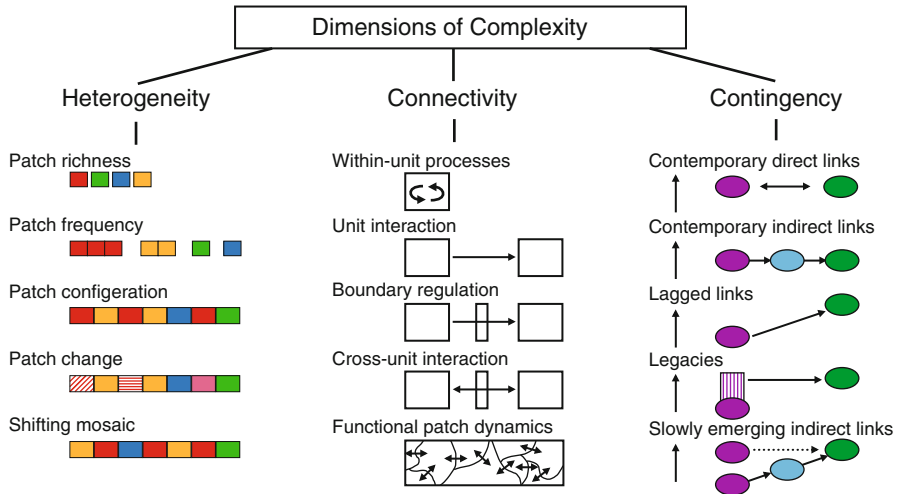 Dimensions of Complexity
Heterogeneity
Patch richness
Patch frequency
Patch configeration
Patch change
Shifting mosaic
Connectivity
Within-unit processes
Unit interaction
Boundary regulation
Cross-unit interaction
Functional patch dynamics
Contingency
Contemporary direct links
Contemporary indirect links
Lagged links
Legacies
Slowly emerging indirect links